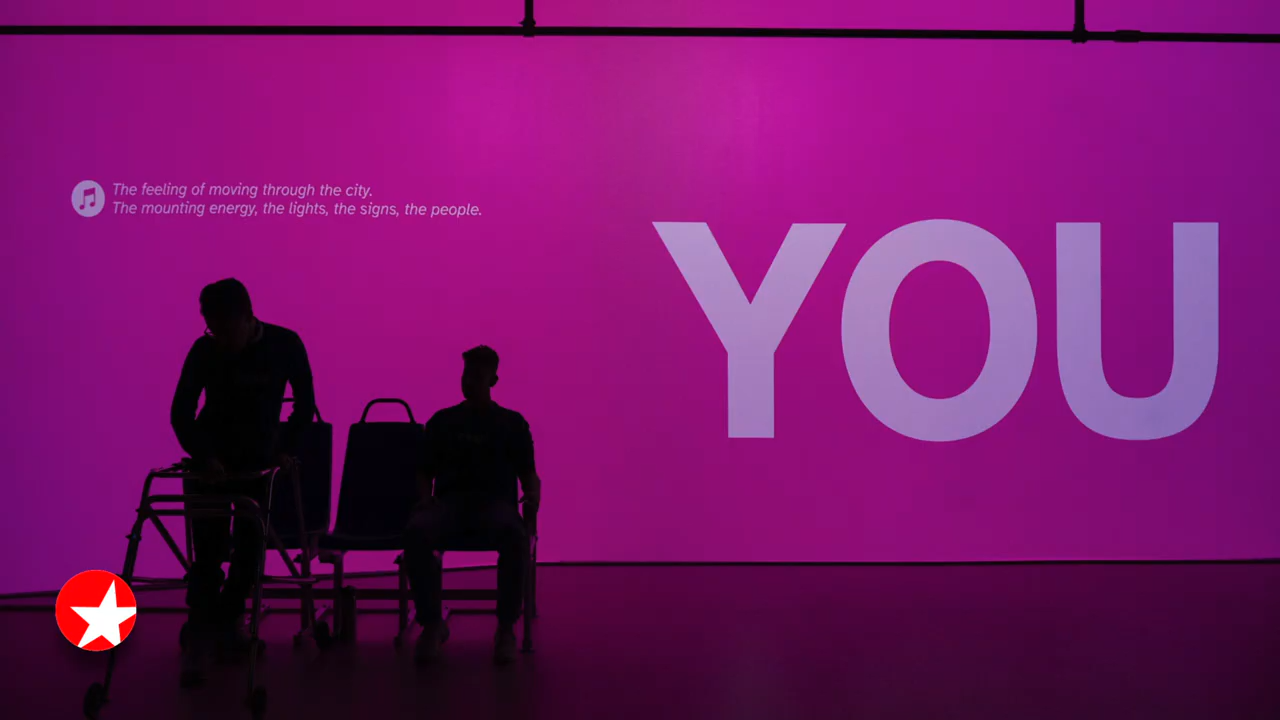 The feeling of moving through the city.
The mounting energy, the lights, the signs, the people.
YOU